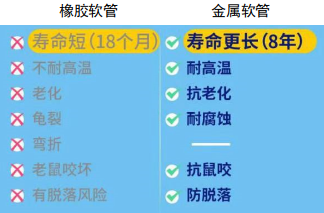 橡胶软管 金属软管
寿命短(18个月) 寿命更长(8年)
不耐高温 耐高温
老化 抗老化
龟裂 耐腐蚀
弯折
老鼠咬坏 抗鼠咬
有脱落风险 防脱落